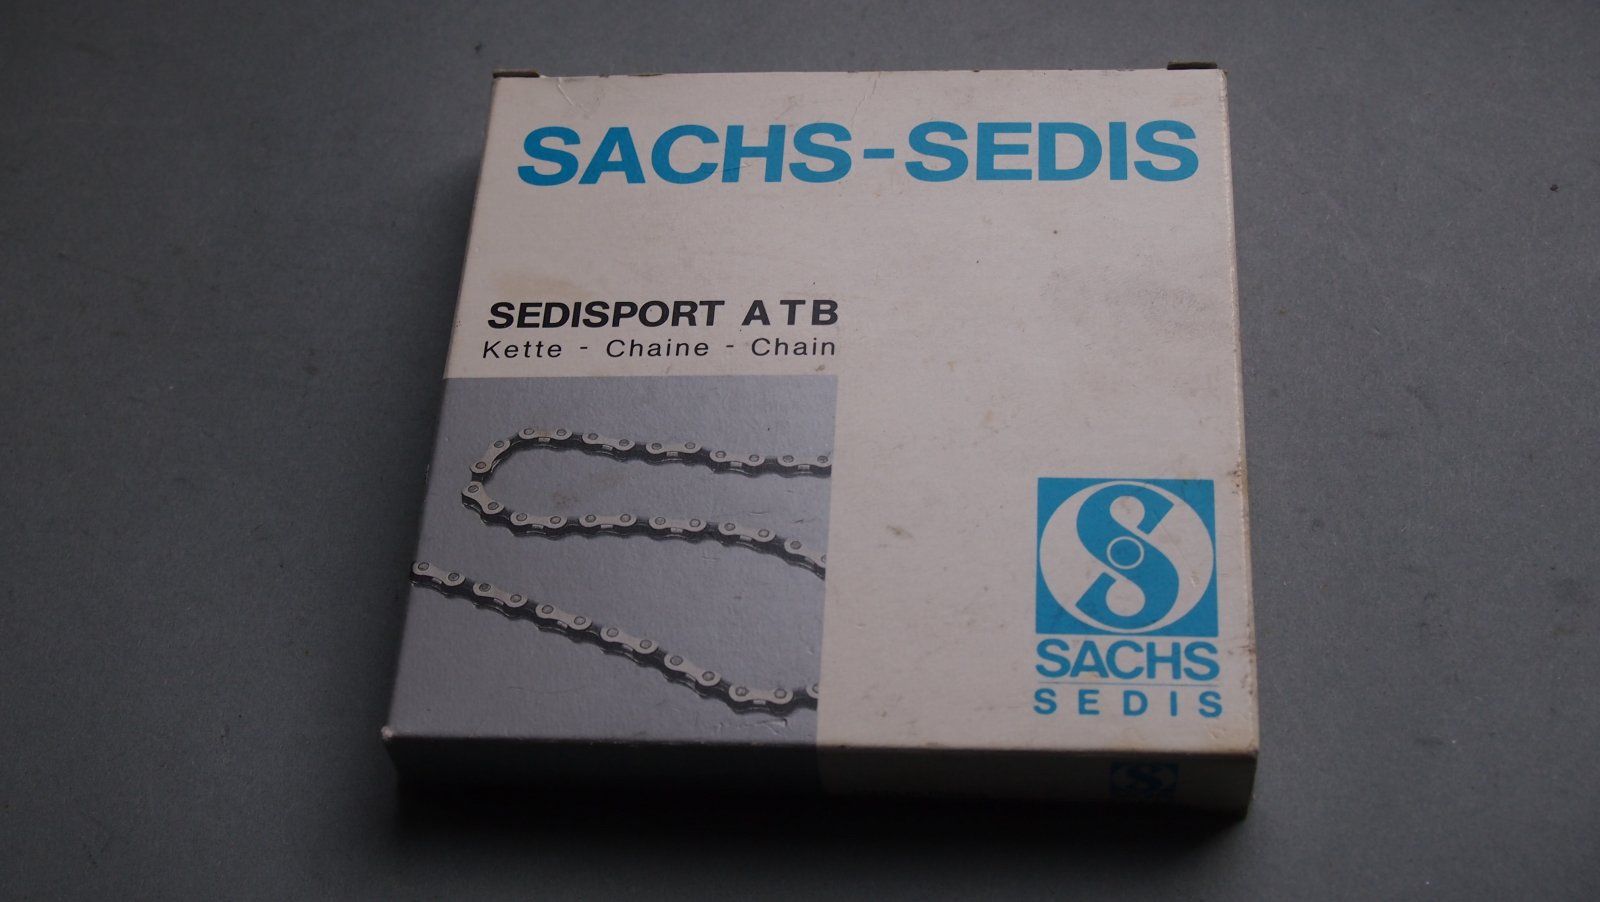 SACHS-SEDIS
SEDISPORT ATB
Kette - Chaine - Chain
SACHS
SEDIS